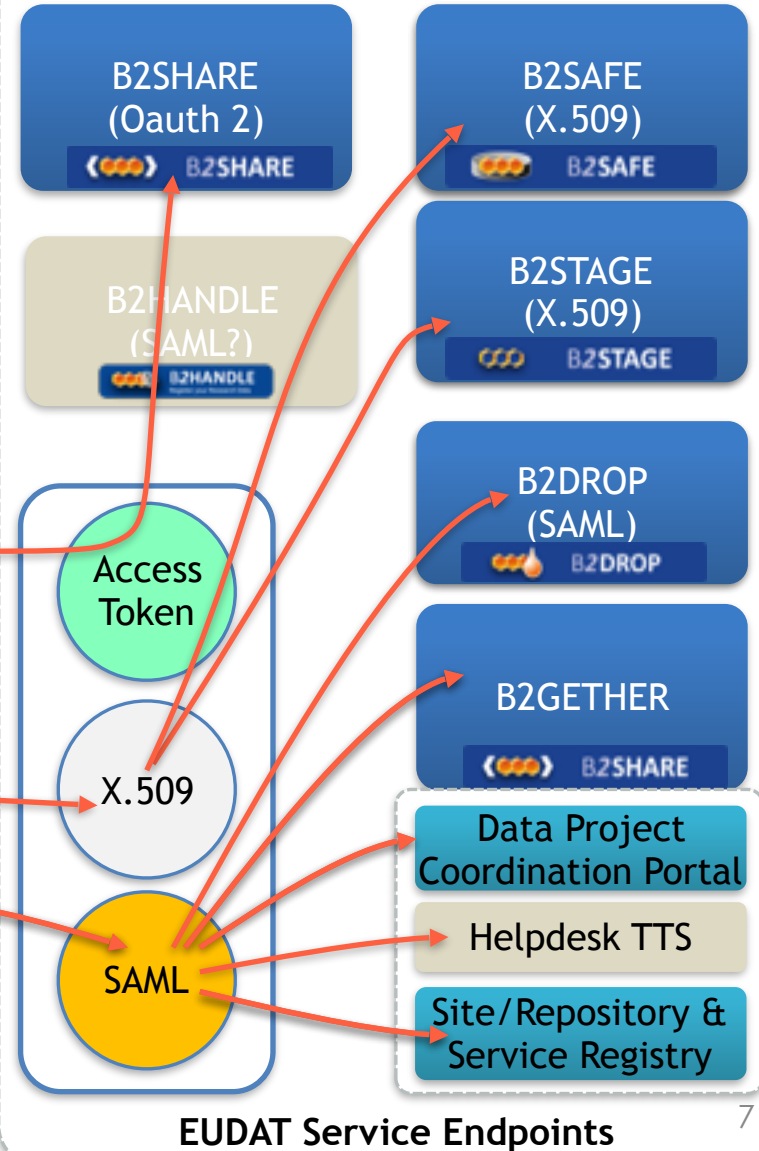 B2SHARE
(Oauth 2)
B2SHARE
B2SAFE
(X.509)
B2SAFE
B2HANDLE
(SAML?)
B2HANDLE
B2STAGE
(X.509)
B2STAGE
B2DROP
(SAML)
B2DROP
Access
Token
B2GETHER
B2SHARE
X.509
Data Project
Coordination Portal
Helpdesk TTS
SAML
Site/Repository &
Service Registry
EUDAT Service Endpoints
7